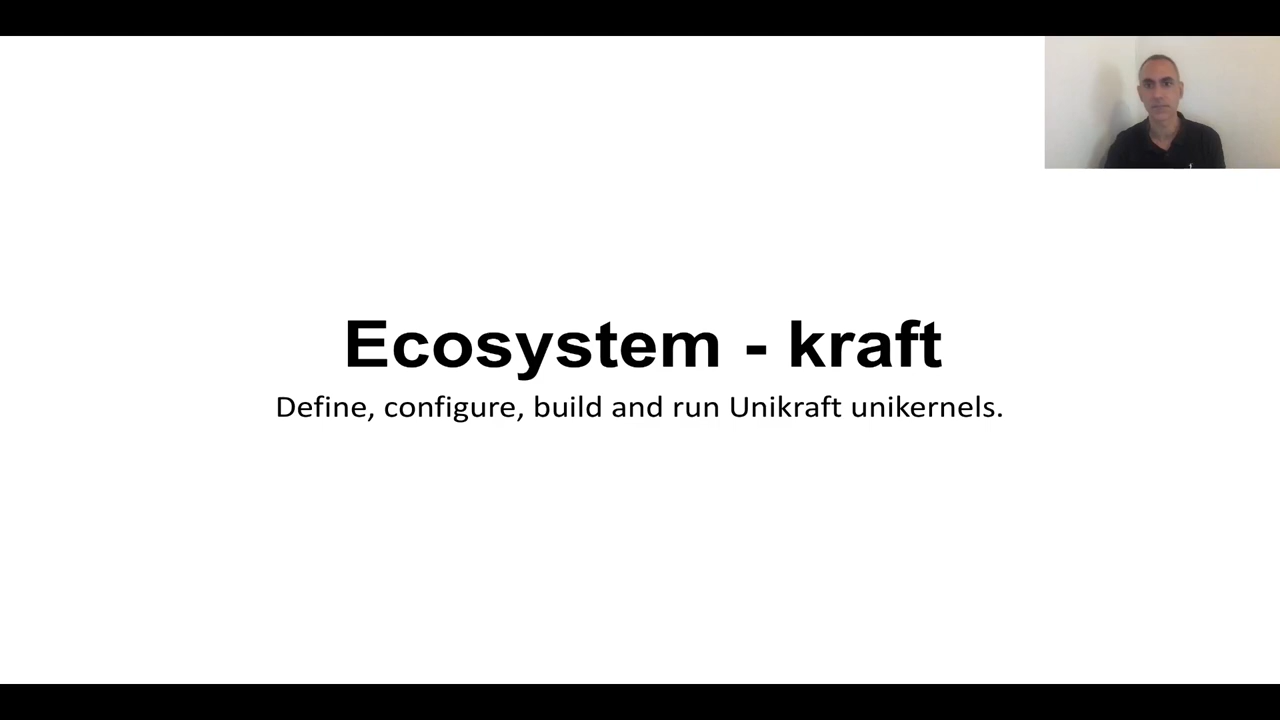 Ecosystem - kraft
Define, configure, build and run Unikraft unikernels.